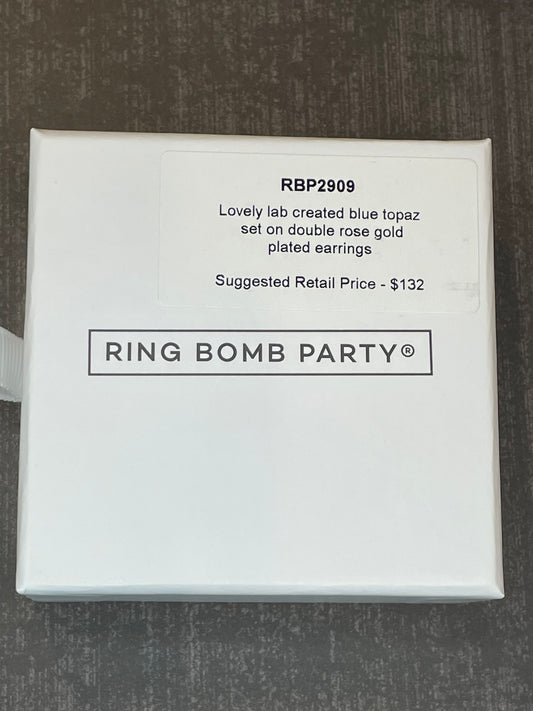 RBP2909
Lovely lab created blue topaz
set on double rose gold
plated earrings
Suggested Retail Price - $132
RING BOMB PARTY®